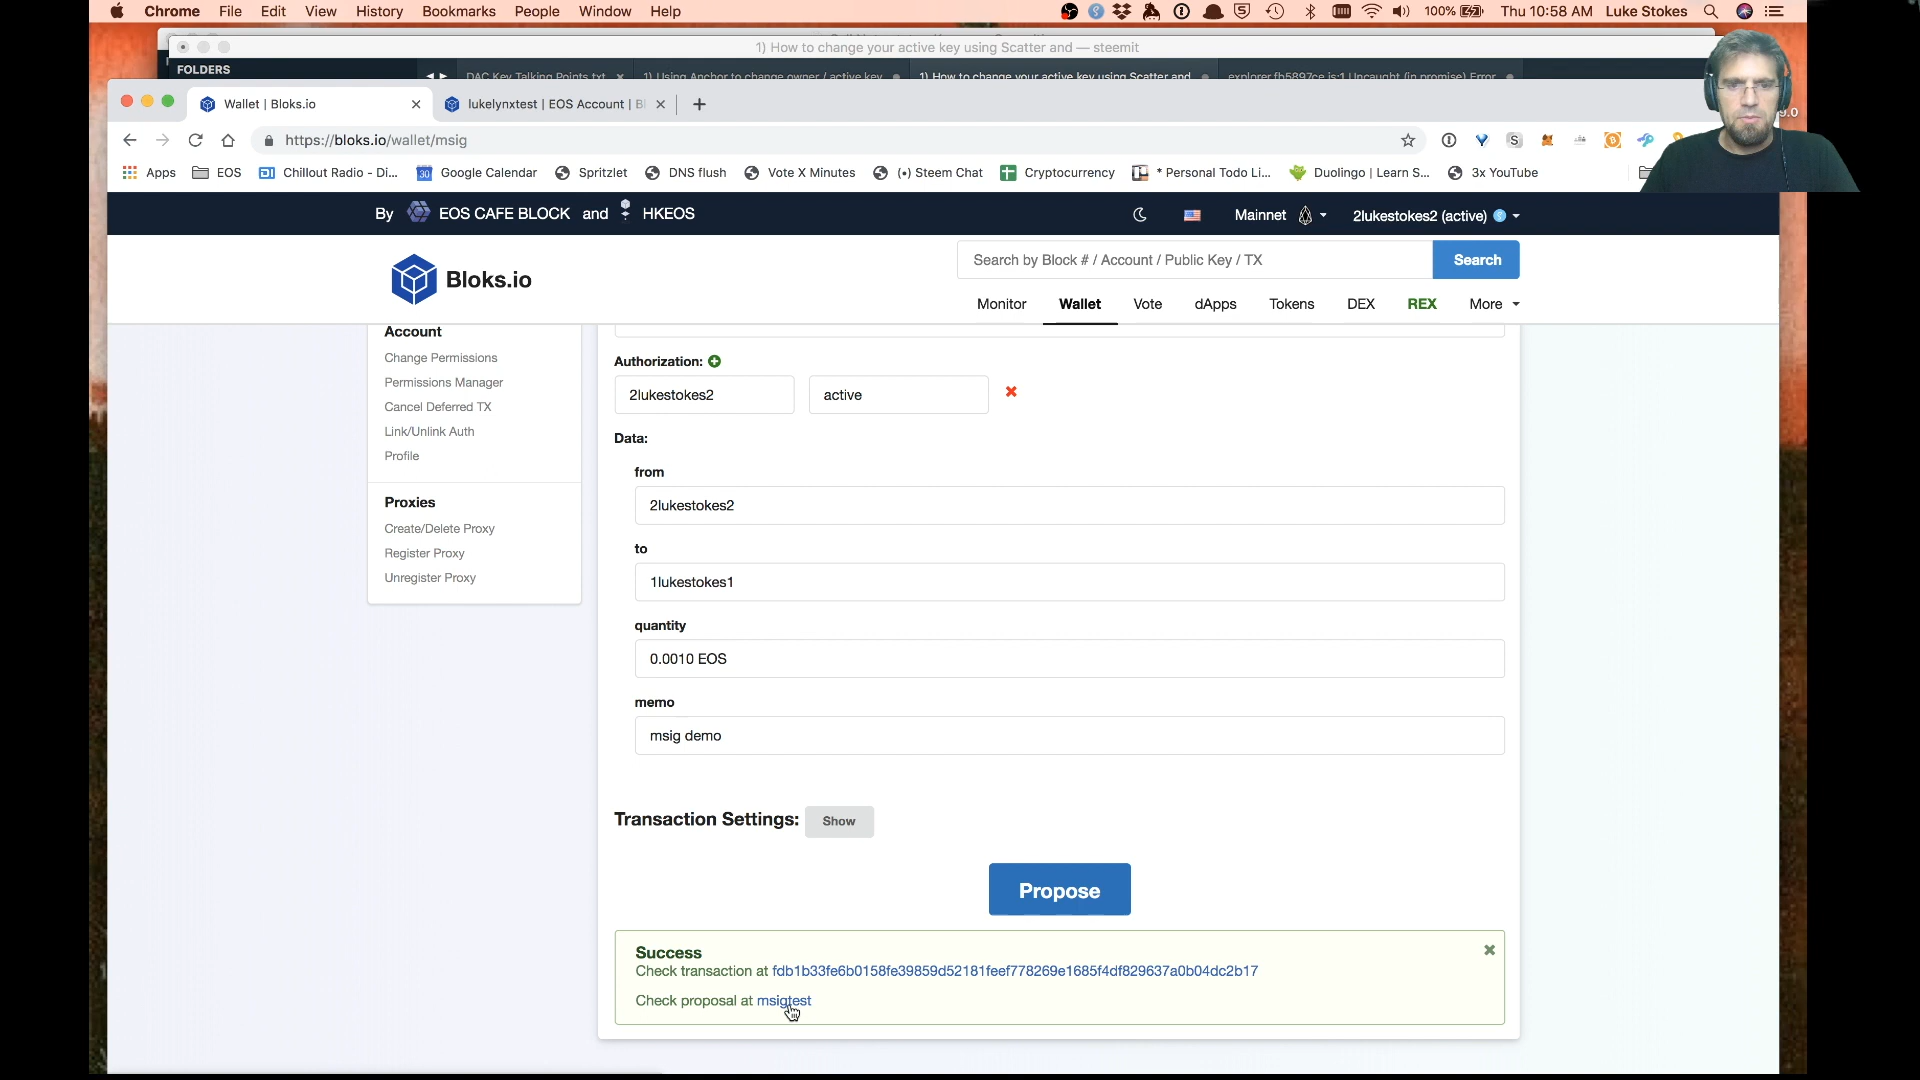 Chrome File Edit View History Bookmarks People Window Help 100% Thu 10:58 AM Luke Stokes
1) How to change your active key using Scatter and — steemit
FOLDERS
DAC Key Talking Points.txt 1) Using Anchor to change owner / active key 1) How to change your active key using Scatter and explorer.fb5897ce.js:1 Uncaught (in promise) Error
Wallet | Bloks.io lukelynxtest | EOS Account | Bl
https://bloks.io/wallet/msig
Apps EOS Chillout Radio - Di... Google Calendar Spritzlet DNS flush Vote X Minutes (•) Steem Chat Cryptocurrency * Personal Todo Li... Duolingo | Learn S... 3x YouTube
By EOS CAFE BLOCK and HKEOS Mainnet 2lukestokes2 (active)
Bloks.io
Search by Block # / Account / Public Key / TX Search
Monitor Wallet Vote dApps Tokens DEX REX More
Account
Change Permissions
Permissions Manager
Cancel Deferred TX
Link/Unlink Auth
Profile
Proxies
Create/Delete Proxy
Register Proxy
Unregister Proxy
Authorization:
2lukestokes2 active
Data:
from
2lukestokes2
to
1lukestokes1
quantity
0.0010 EOS
memo
msig demo
Transaction Settings: Show
Propose
Success
Check transaction at fdb1b33fe6b0158fe39859d52181feef778269e1685f4df829637a0b04dc2b17
Check proposal at msigtest